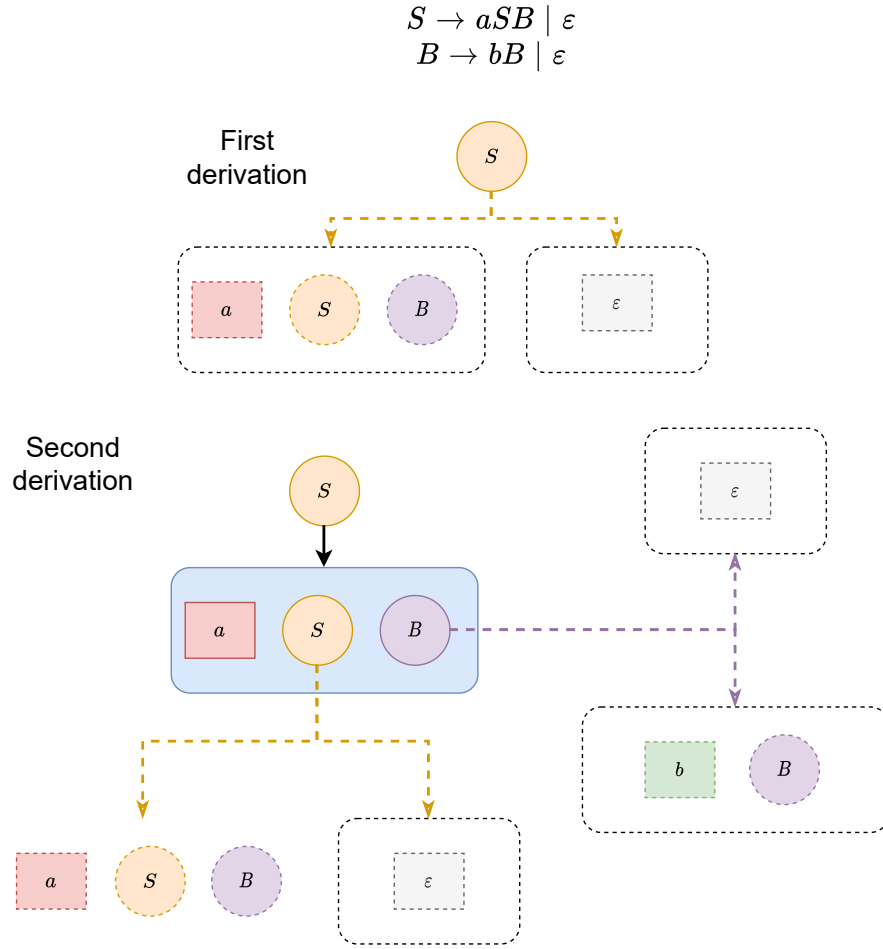 S → aSB | ε
B → bB | ε
First
derivation
S
a S B
ε
Second
derivation
ε
S
a S B
b B
a S B
ε